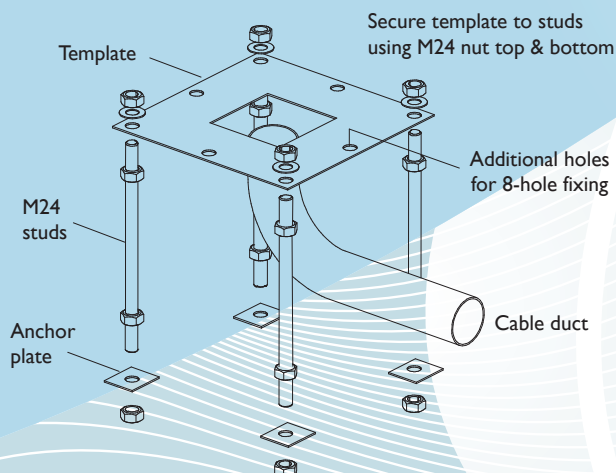 Secure template to studs
using M24 nut top & bottom
Template
Additional holes
for 8-hole fixing
M24
studs
Cable duct
Anchor
plate